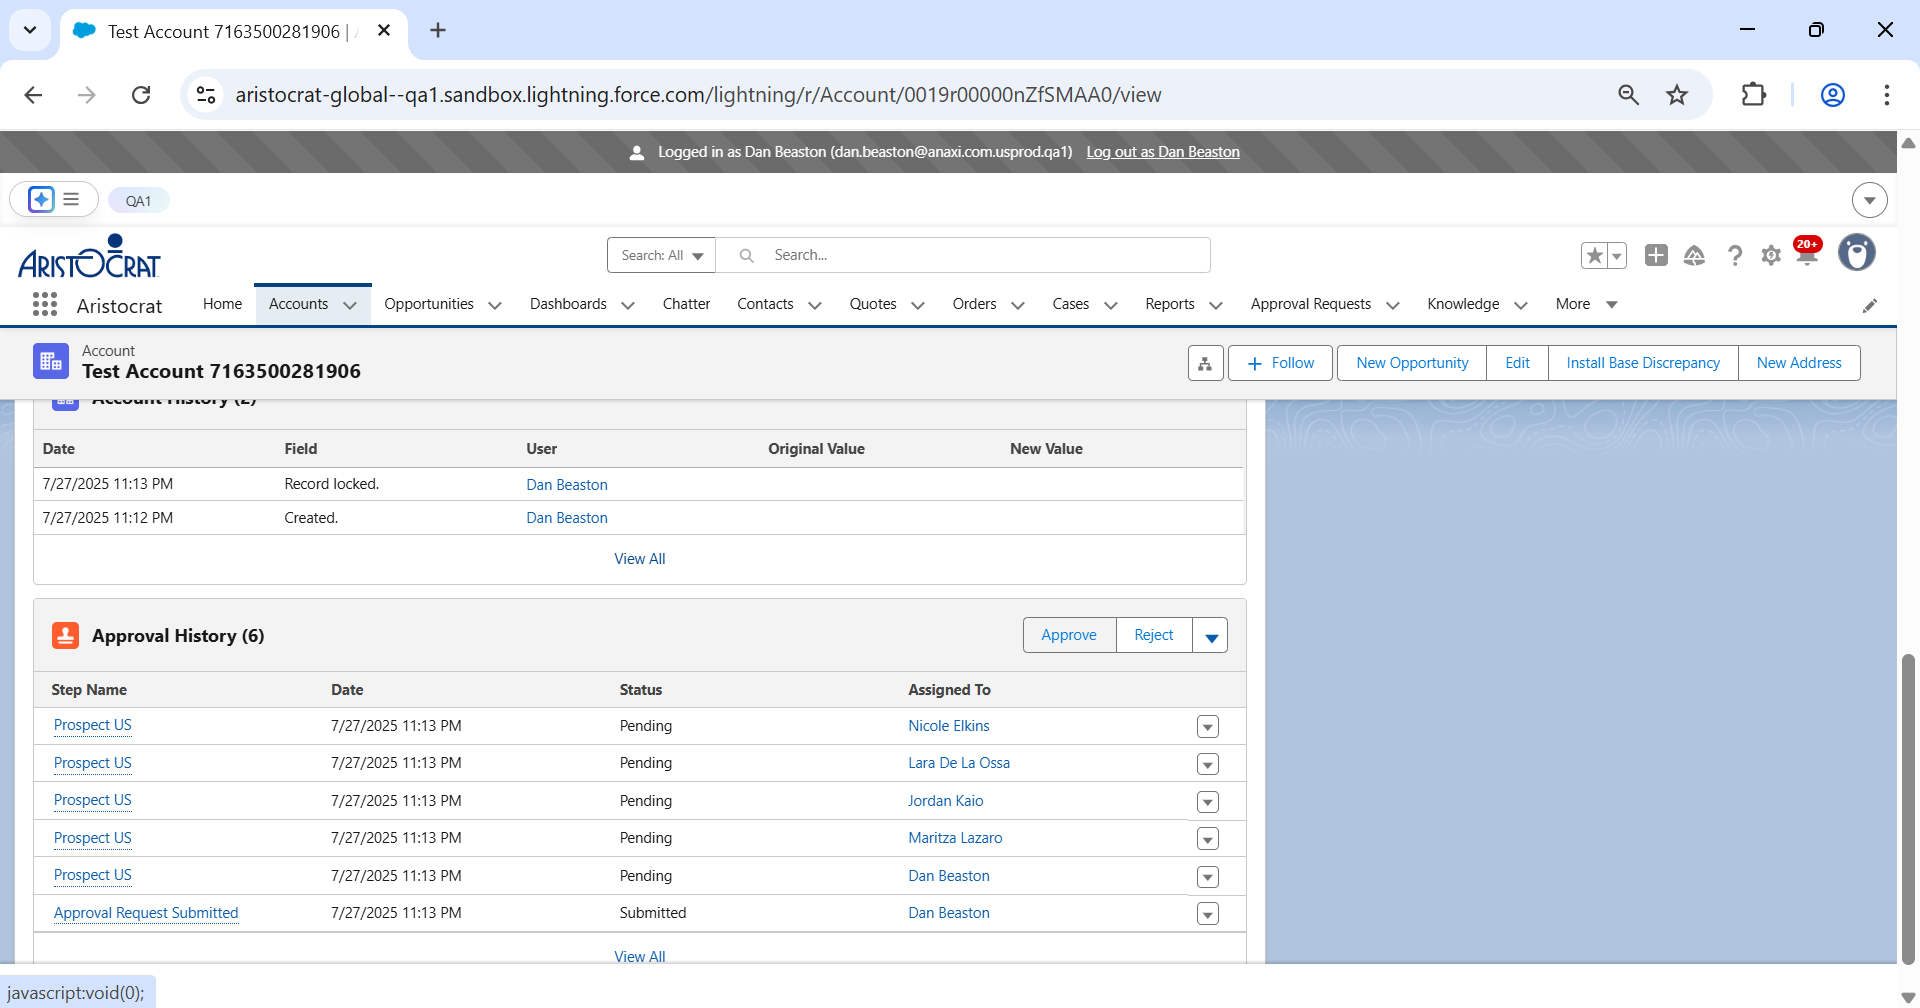 Test Account 7163500281906 |
aristocrat-global--qa1.sandbox.lightning.force.com/lightning/r/Account/0019r00000nZfSMAA0/view
Logged in as Dan Beaston (dan.beaston@anaxi.com.usprod.qa1) Log out as Dan Beaston
QA1
ARISTOCRAT
Search: All Search...
20+
Aristocrat Home Accounts Opportunities Dashboards Chatter Contacts Quotes Orders Cases Reports Approval Requests Knowledge More
Account
Test Account 7163500281906
Follow New Opportunity Edit Install Base Discrepancy New Address
Account History (2)
Date Field User Original Value New Value
7/27/2025 11:13 PM Record locked. Dan Beaston
7/27/2025 11:12 PM Created. Dan Beaston
View All
Approval History (6) Approve Reject
Step Name Date Status Assigned To
Prospect US 7/27/2025 11:13 PM Pending Nicole Elkins
Prospect US 7/27/2025 11:13 PM Pending Lara De La Ossa
Prospect US 7/27/2025 11:13 PM Pending Jordan Kaio
Prospect US 7/27/2025 11:13 PM Pending Maritza Lazaro
Prospect US 7/27/2025 11:13 PM Pending Dan Beaston
Approval Request Submitted 7/27/2025 11:13 PM Submitted Dan Beaston
View All
javascript:void(0);